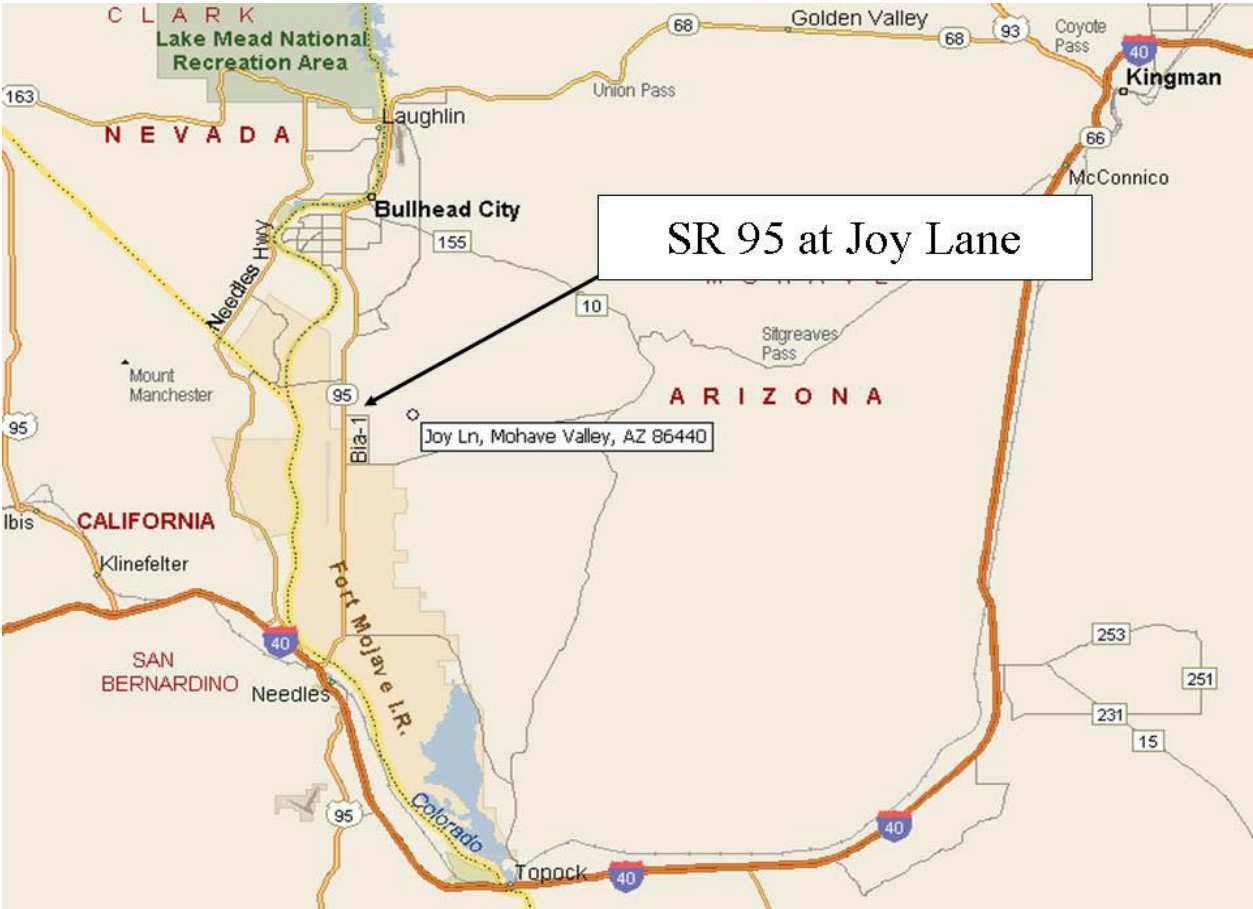 CLARK
Lake Mead National
Recreation Area
68
Golden Valley
68
93
Coyote
Pass
40
Kingman
163
Union Pass
Laughlin
NEVADA
66
McConnico
Bullhead City
SR 95 at Joy Lane
155
Needles Hwy
10
Sitgreaves
Pass
Mount
Manchester
95
ARIZONA
95
Bia-1
Joy Ln, Mohave Valley, AZ 86440
Ibis
CALIFORNIA
Klinefelter
Fort Mojave I.R.
40
SAN
BERNARDINO
Needles
253
251
231
15
95
Colorado
40
Topock
40